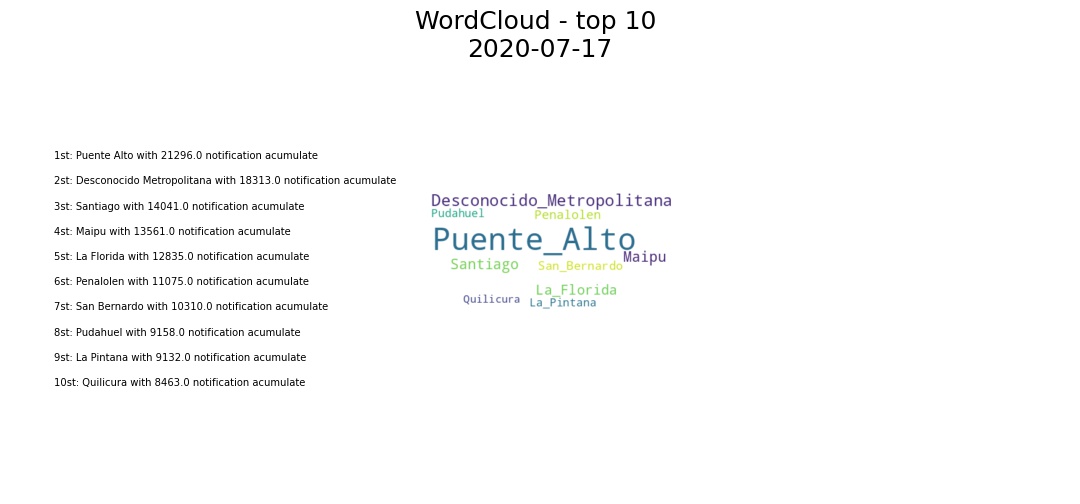 WordCloud - top 10
2020-07-17
1st: Puente Alto with 21296.0 notification acumulate
2st: Desconocido Metropolitana with 18313.0 notification acumulate
3st: Santiago with 14041.0 notification acumulate
4st: Maipu with 13561.0 notification acumulate
5st: La Florida with 12835.0 notification acumulate
6st: Penalolen with 11075.0 notification acumulate
7st: San Bernardo with 10310.0 notification acumulate
8st: Pudahuel with 9158.0 notification acumulate
9st: La Pintana with 9132.0 notification acumulate
10st: Quilicura with 8463.0 notification acumulate
Desconocido_Metropolitana
Pudahuel
Penalolen
Puente_Alto
Maipu
Santiago
San_Bernardo
La_Florida
Quilicura
La_Pintana